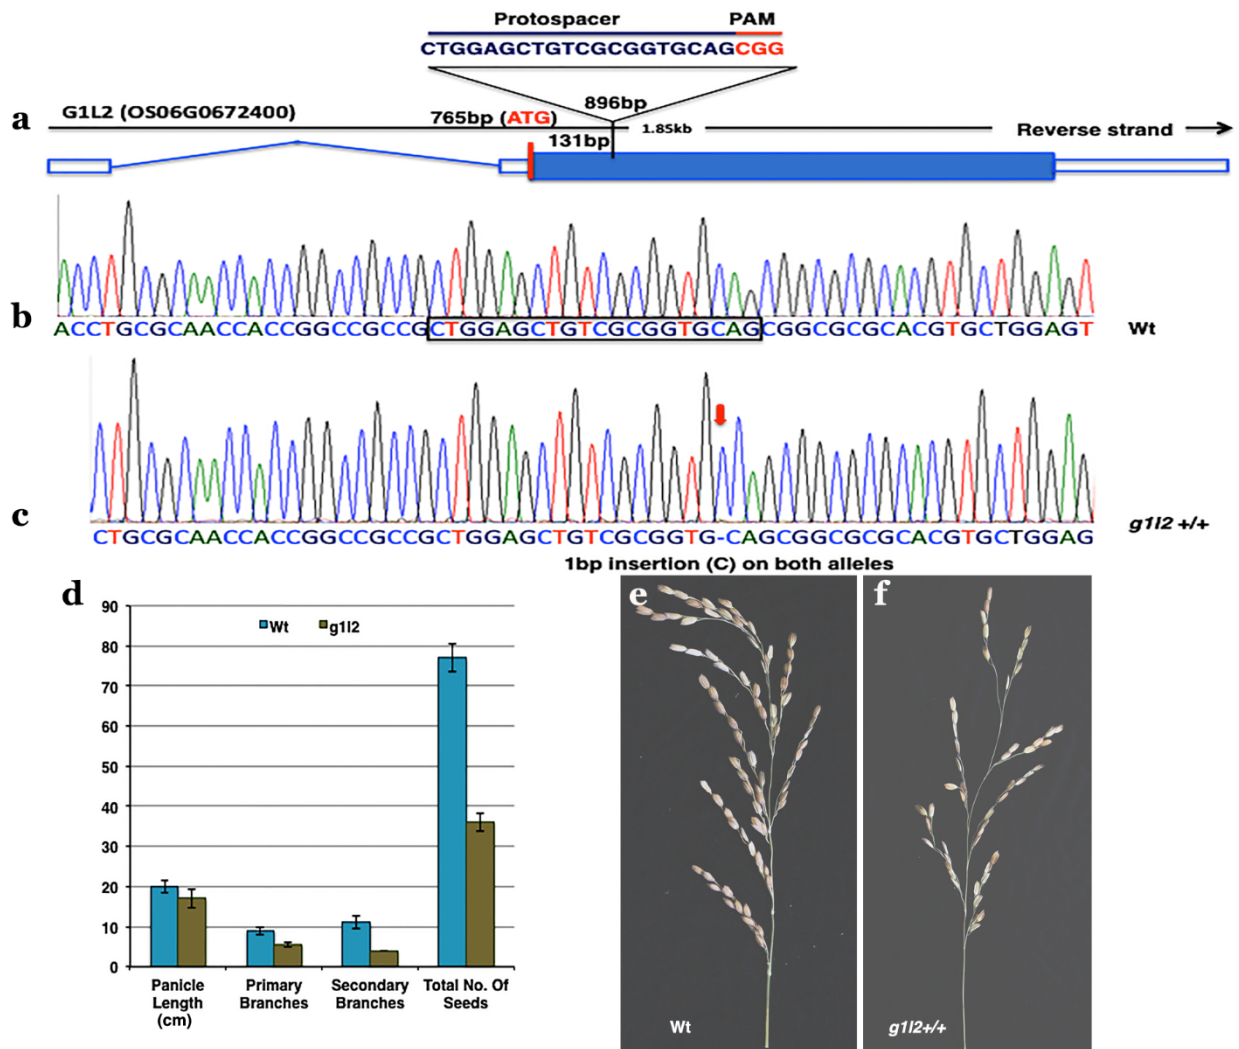 Protospacer PAM
CTGGAGCTGTCGCGGTGCAGCGG
a
G1L2 (OS06G0672400)
765bp (ATG)
896bp
131bp
1.85kb
Reverse strand
b
ACCTGCGCAACCACCGGCCGCCGCTGGAGCTGTCGCGGTGCAGCGGCGCGCACGTGCTGGAGT
Wt
c
CTGCGCAACCACCGGCCGCCGCTGGAGCTGTCGCGGTG-CAGCGGCGCGCACGTGCTGGAG
g1l2 +/+
1bp insertion (C) on both alleles
d
Wt g1l2
90
80
70
60
50
40
30
20
10
0
Panicle
Length
(cm)
Primary
Branches
Secondary
Branches
Total No. Of
Seeds
e
Wt
f
g1l2+/+